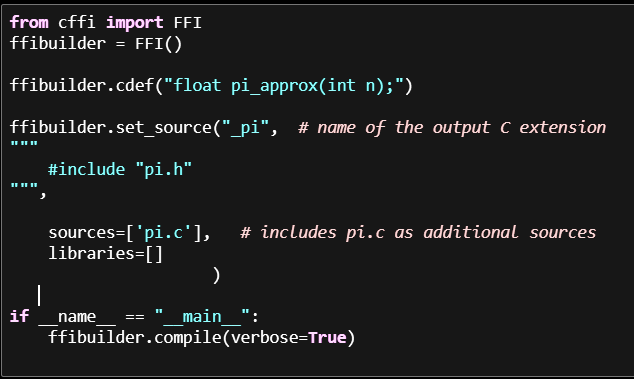 from cffi import FFI
ffibuilder = FFI()
ffibuilder.cdef("float pi_approx(int n);")
ffibuilder.set_source("_pi",  # name of the output C extension
"""
    #include "pi.h"
""",
    sources=['pi.c'],   # includes pi.c as additional sources
    libraries=[]
                     )
if __name__ == "__main__":
    ffibuilder.compile(verbose=True)